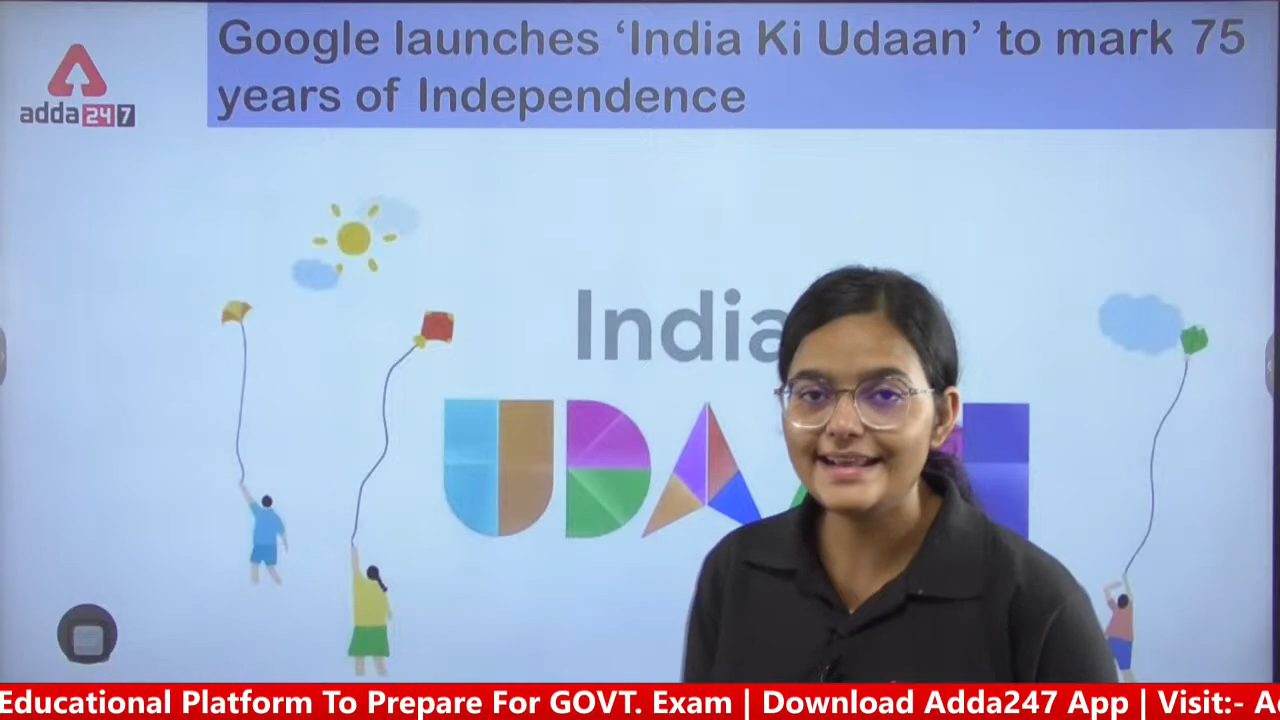 Google launches ‘India Ki Udaan’ to mark 75
years of Independence
adda247
India
UDA
Educational Platform To Prepare For GOVT. Exam | Download Adda247 App | Visit:- A